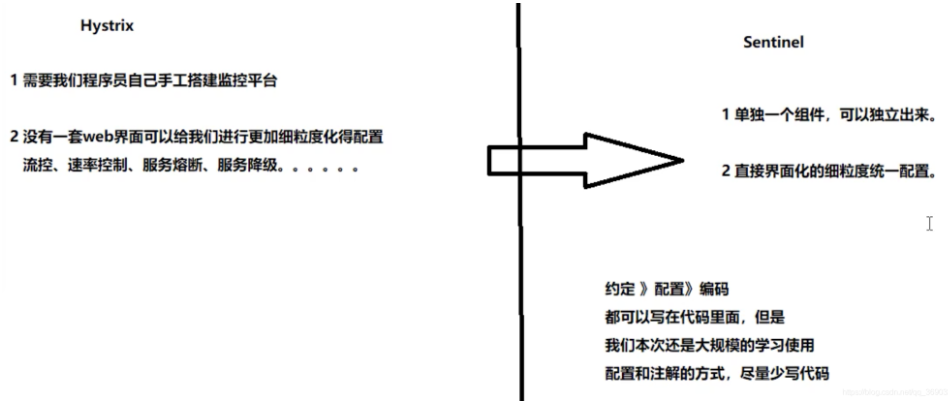 Hystrix
1 需要我们程序员自己手工搭建监控平台
2 没有一套web界面可以给我们进行更加细粒度化得配置
流控、速率控制、服务熔断、服务降级。。。。。。
Sentinel
1 单独一个组件，可以独立出来。
2 直接界面化的细粒度统一配置。
约定 》配置》编码
都可以写在代码里面，但是
我们本次还是大规模的学习使用
配置和注解的方式，尽量少写代码